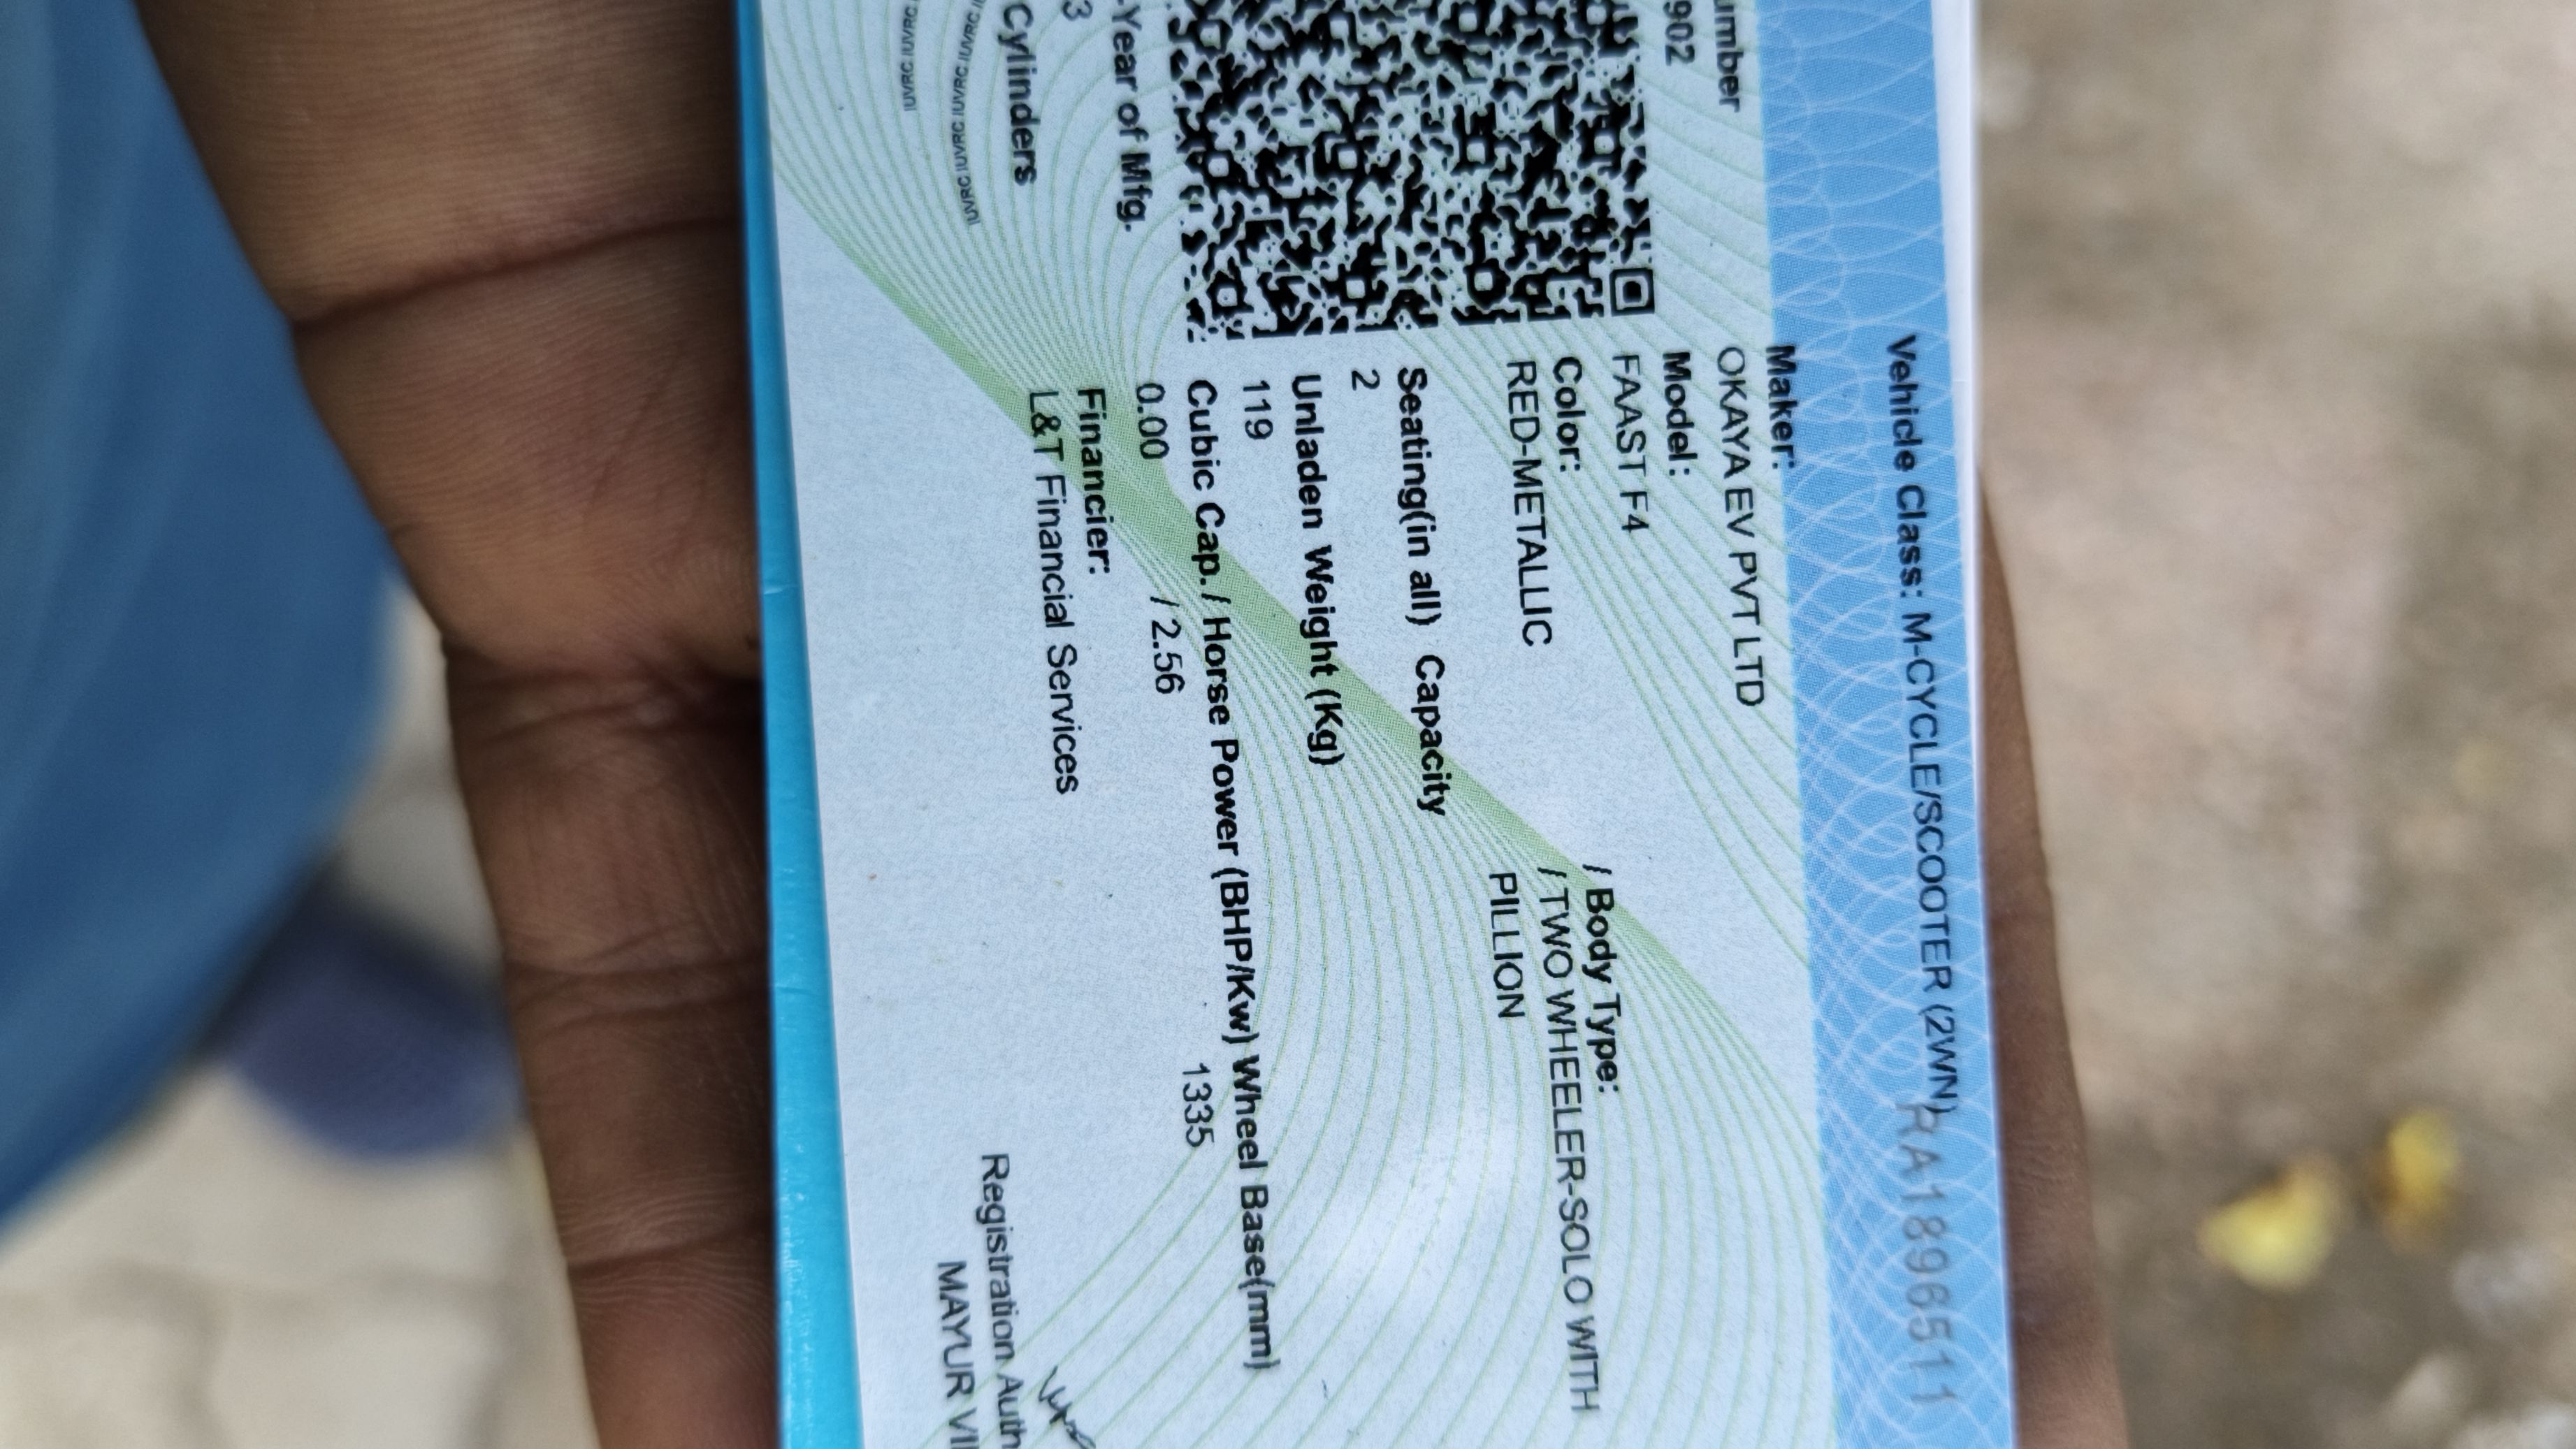 Vehicle Class: M-CYCLE/SCOOTER (2WN)
RA1896511
Maker:
OKAYA EV PVT LTD
Model:
FAAST F4
Color: / Body Type:
RED-METALLIC / TWO WHEELER-SOLO WITH
PILLION
Seating(in all) Capacity
2
Unladen Weight (Kg)
119
Cubic Cap. / Horse Power (BHP/Kw) Wheel Base(mm)
0.00 / 2.56 1335
Financier:
L&T Financial Services
umber
902
-Year of Mfg.
3
Cylinders
IUVRC IUVRC IUVRC IUVRC
IUVRC IUVRC
Registration Auth
MAYUR VI